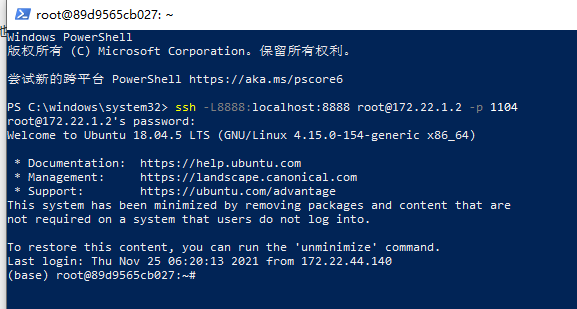 root@89d9565cb027: ~
Windows PowerShell
版权所有 (C) Microsoft Corporation。保留所有权利。
尝试新的跨平台 PowerShell https://aka.ms/pscore6
PS C:\windows\system32> ssh -L8888:localhost:8888 root@172.22.1.2 -p 1104
root@172.22.1.2's password:
Welcome to Ubuntu 18.04.5 LTS (GNU/Linux 4.15.0-154-generic x86_64)
* Documentation:  https://help.ubuntu.com
* Management:     https://landscape.canonical.com
* Support:        https://ubuntu.com/advantage
This system has been minimized by removing packages and content that are
not required on a system that users do not log into.
To restore this content, you can run the 'unminimize' command.
Last login: Thu Nov 25 06:20:13 2021 from 172.22.44.140
(base) root@89d9565cb027:~#